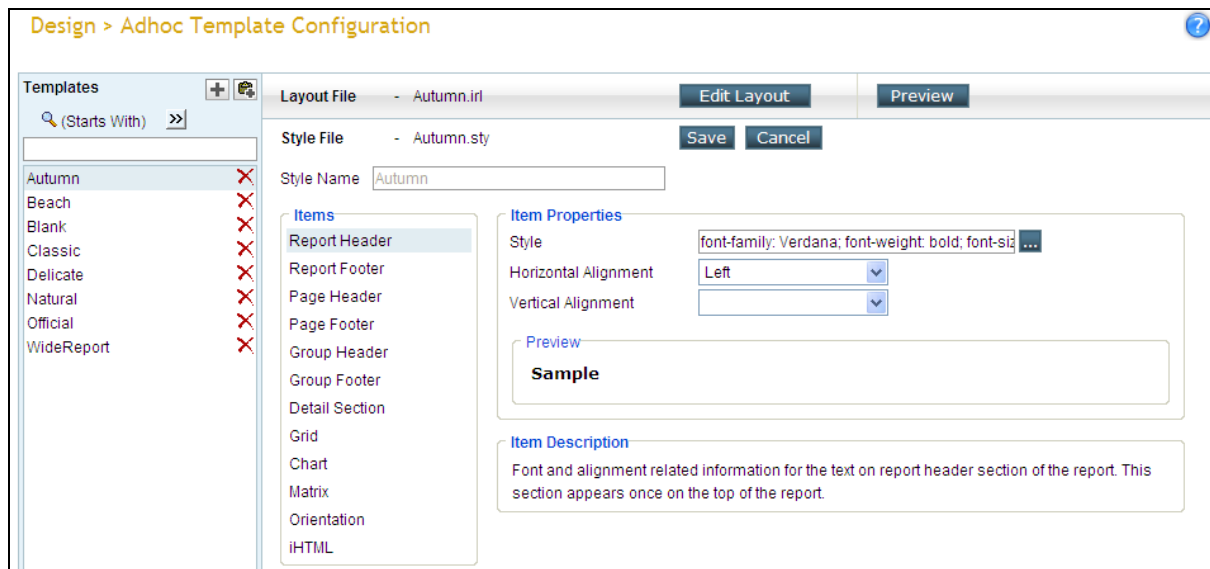 Design > Adhoc Template Configuration
Templates
(Starts With) >>
Autumn
Beach
Blank
Classic
Delicate
Natural
Official
WideReport
Layout File - Autumn.irl Edit Layout Preview
Style File - Autumn.sty Save Cancel
Style Name Autumn
Items
Report Header
Report Footer
Page Header
Page Footer
Group Header
Group Footer
Detail Section
Grid
Chart
Matrix
Orientation
iHTML
Item Properties
Style font-family: Verdana; font-weight: bold; font-siz ...
Horizontal Alignment Left
Vertical Alignment
Preview
Sample
Item Description
Font and alignment related information for the text on report header section of the report. This
section appears once on the top of the report.